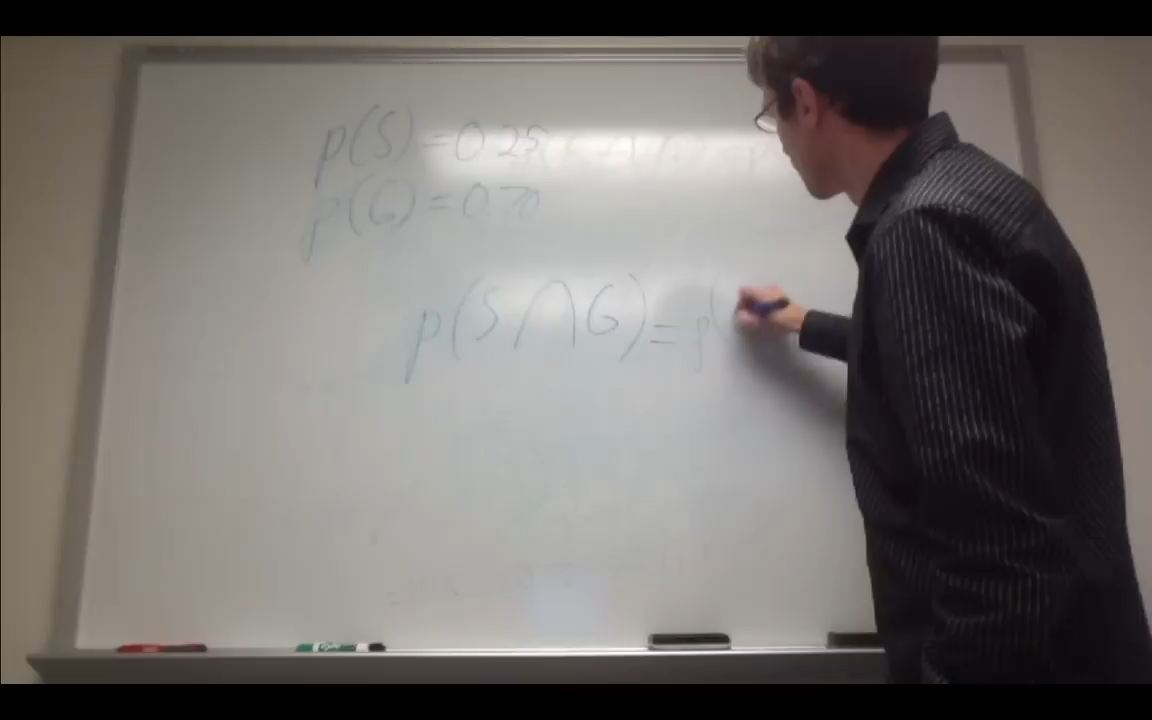 p(S) = 0.25
p(G) = 0.70
p(S ∩ G) = p(